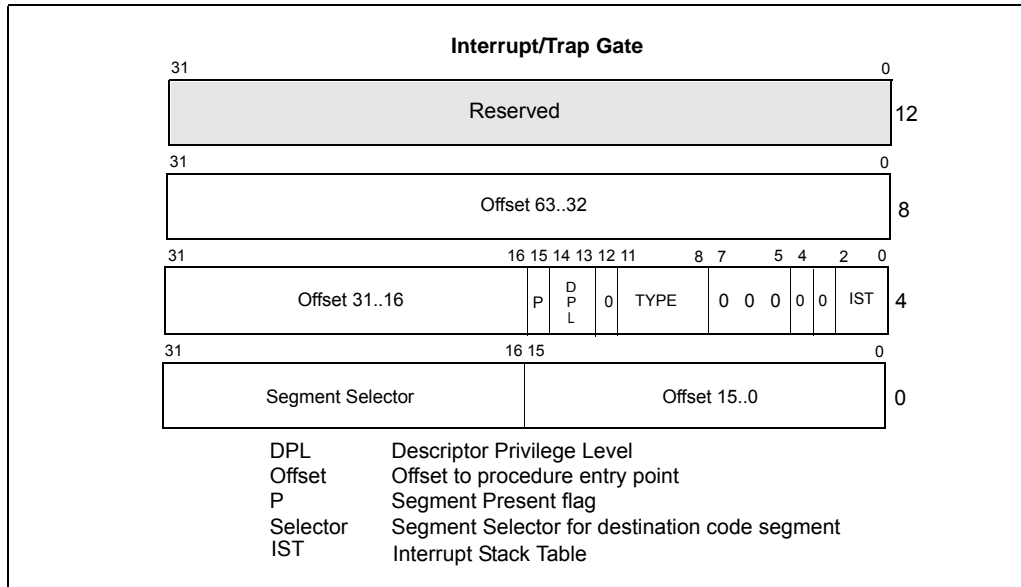 Interrupt/Trap Gate
31 0
Reserved 12
31 0
Offset 63..32 8
31 16 15 14 13 12 11 8 7 5 4 2 0
Offset 31..16 P DPL 0 TYPE 0 0 0 0 0 IST 4
31 16 15 0
Segment Selector Offset 15..0 0
DPL Descriptor Privilege Level
Offset Offset to procedure entry point
P Segment Present flag
Selector Segment Selector for destination code segment
IST Interrupt Stack Table